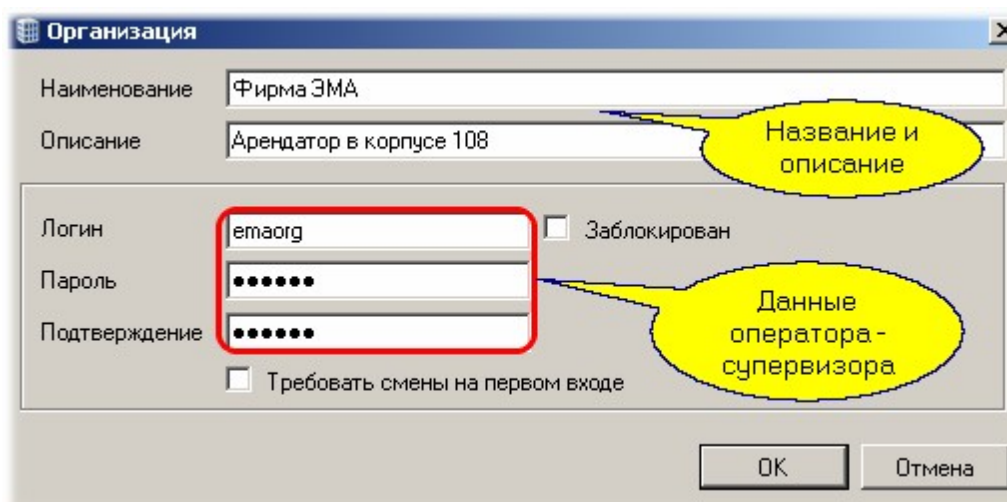 Организация
Наименование
Фирма ЭМА
Описание
Арендатор в корпусе 108
Название и
описание
Логин
emaorg
Заблокирован
Пароль
●●●●●●
Подтверждение
●●●●●●
Данные
оператора-
супервизора
Требовать смены на первом входе
OK
Отмена